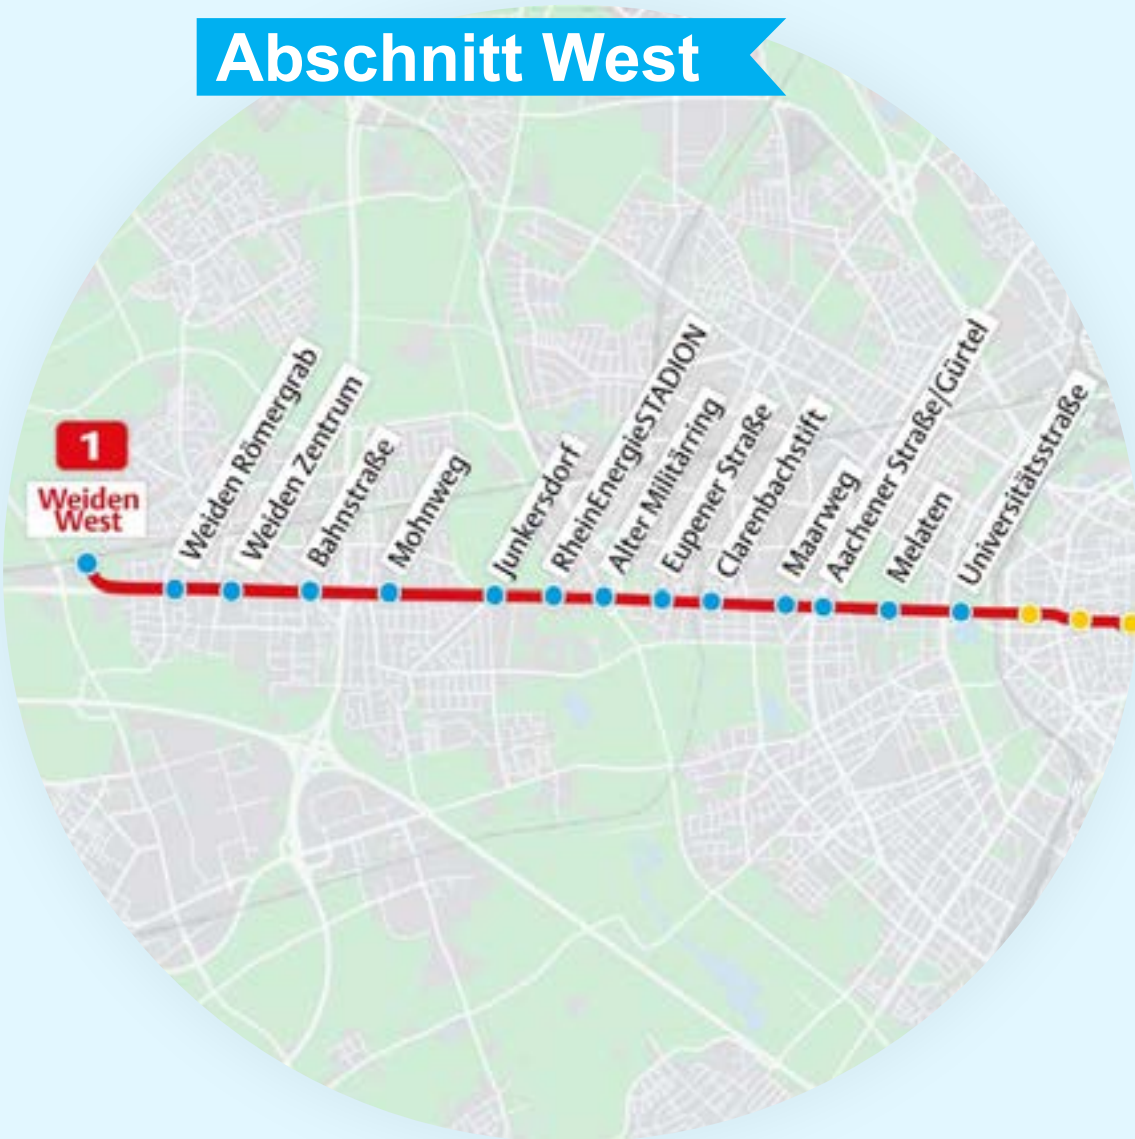 Abschnitt West
1
Weiden
West
Weiden Römergrab
Weiden Zentrum
Bahnstraße
Mohnweg
Junkersdorf
RheinEnergieSTADION
Alter Militärring
Eupener Straße
Clarenbachstift
Maarweg
Aachener Straße/Gürtel
Melaten
Universitätsstraße